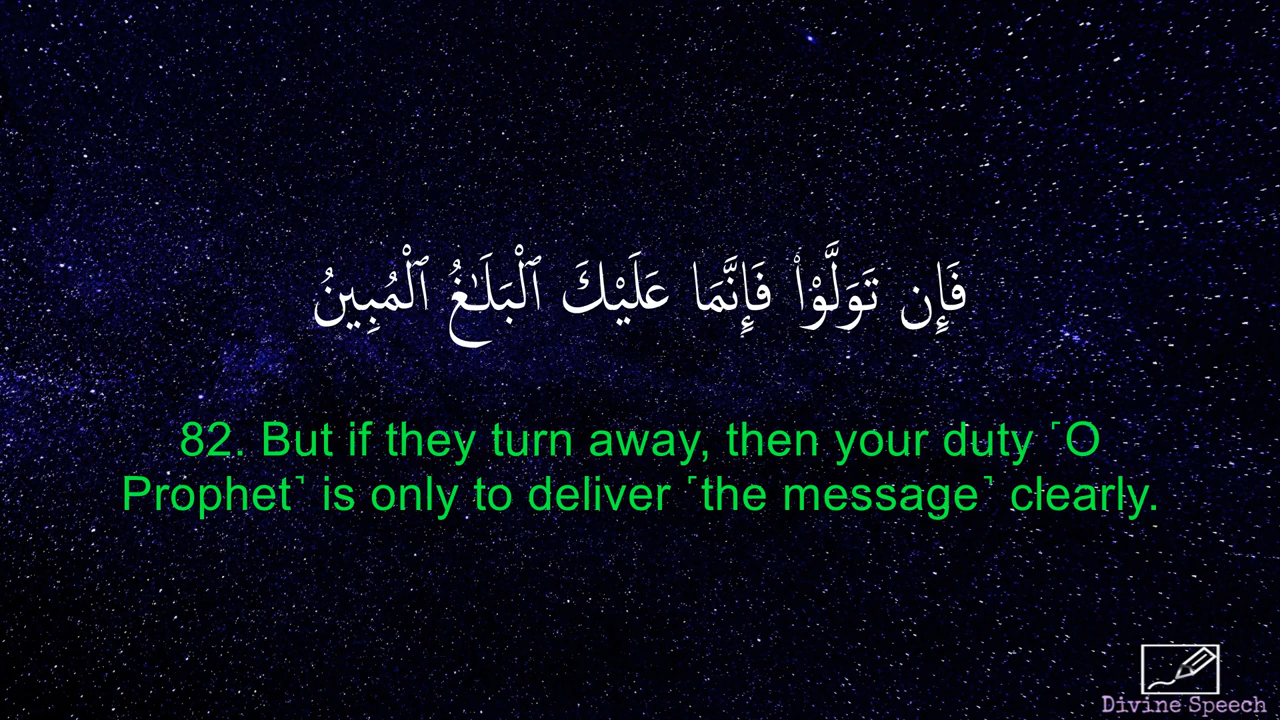 فَإِن تَوَلَّوْا۟ فَإِنَّمَا عَلَيْكَ ٱلْبَلَـٰغُ ٱلْمُبِينُ
82. But if they turn away, then your duty ˹O
Prophet˺ is only to deliver ˹the message˺ clearly.
Divine Speech